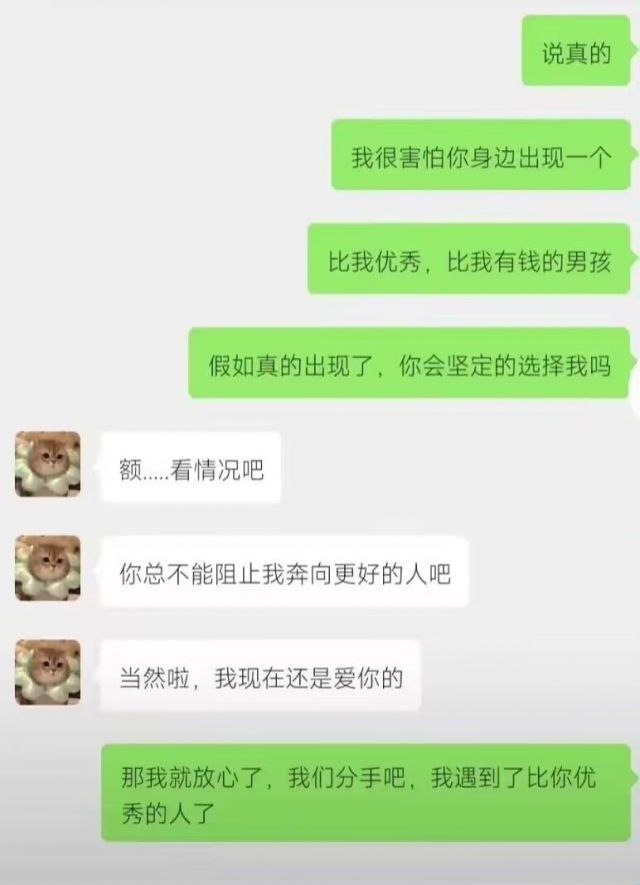 说真的
我很害怕你身边出现一个
比我优秀，比我有钱的男孩
假如真的出现了，你会坚定的选择我吗
额.....看情况吧
你总不能阻止我奔向更好的人吧
当然啦，我现在还是爱你的
那我就放心了，我们分手吧，我遇到了比你优
秀的人了